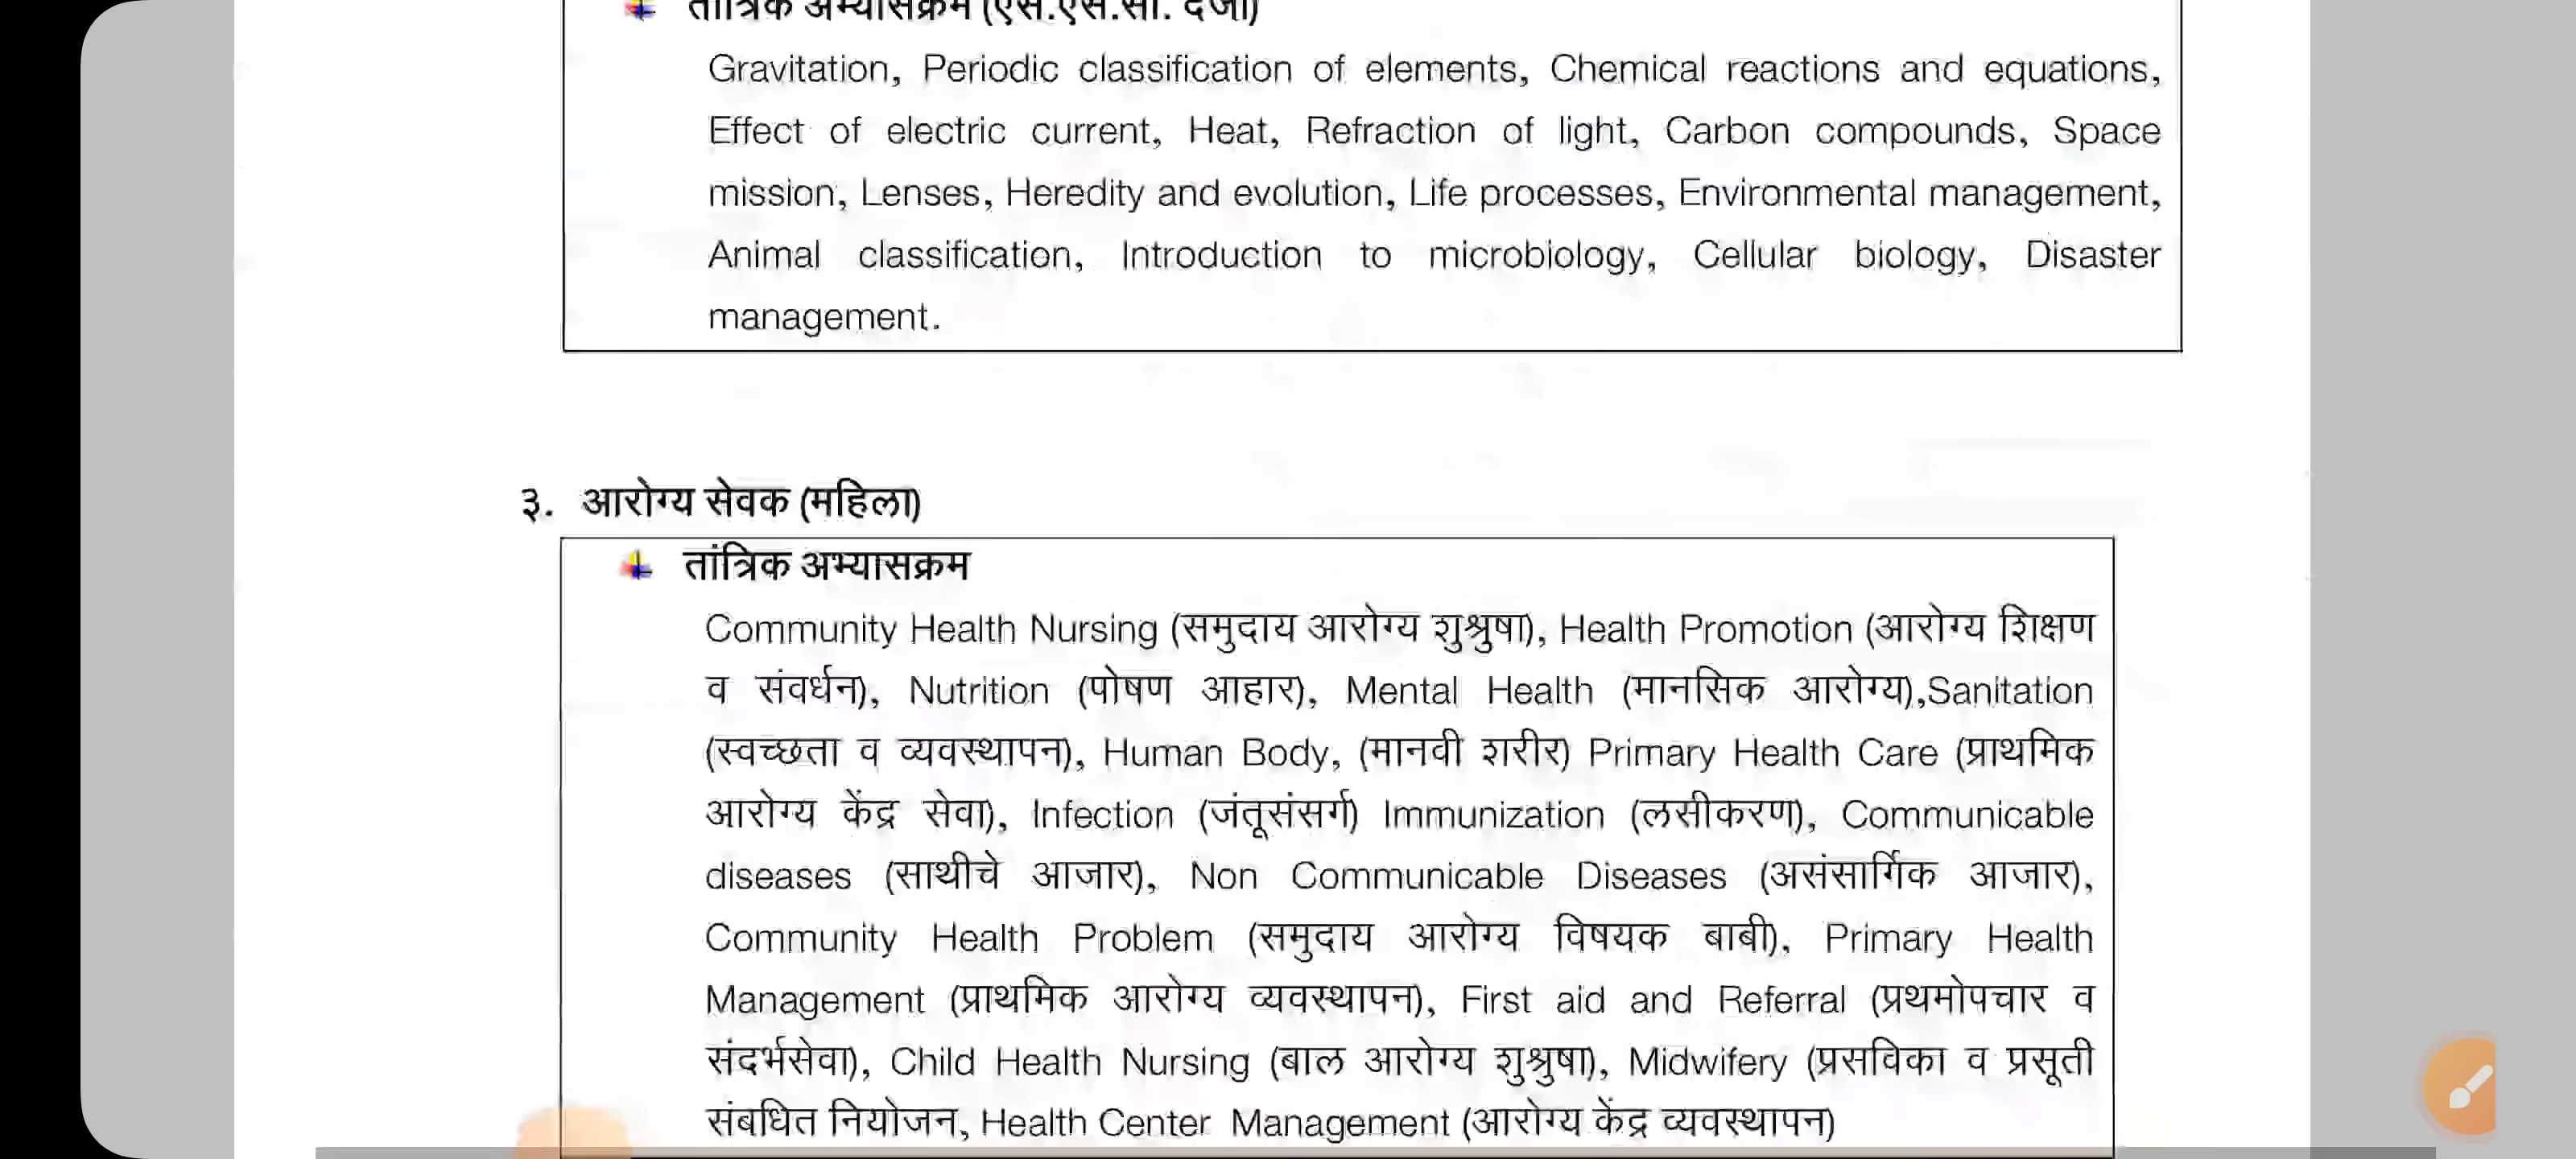 तांत्रिक अभ्यासक्रम (एस.एस.सी. दर्जा)
Gravitation, Periodic classification of elements, Chemical reactions and equations,
Effect of electric current, Heat, Refraction of light, Carbon compounds, Space
mission, Lenses, Heredity and evolution, Life processes, Environmental management,
Animal classification, Introduction to microbiology, Cellular biology, Disaster
management.
३. आरोग्य सेवक (महिला)
तांत्रिक अभ्यासक्रम
Community Health Nursing (समुदाय आरोग्य शुश्रुषा), Health Promotion (आरोग्य शिक्षण
व संवर्धन), Nutrition (पोषण आहार), Mental Health (मानसिक आरोग्य),Sanitation
(स्वच्छता व व्यवस्थापन), Human Body, (मानवी शरीर) Primary Health Care (प्राथमिक
आरोग्य केंद्र सेवा), Infection (जंतूसंसर्ग) Immunization (लसीकरण), Communicable
diseases (साथीचे आजार), Non Communicable Diseases (असंसार्गिक आजार),
Community Health Problem (समुदाय आरोग्य विषयक बाबी), Primary Health
Management (प्राथमिक आरोग्य व्यवस्थापन), First aid and Referral (प्रथमोपचार व
संदर्भसेवा), Child Health Nursing (बाल आरोग्य शुश्रुषा), Midwifery (प्रसविका व प्रसूती
संबधित नियोजन, Health Center Management (आरोग्य केंद्र व्यवस्थापन)